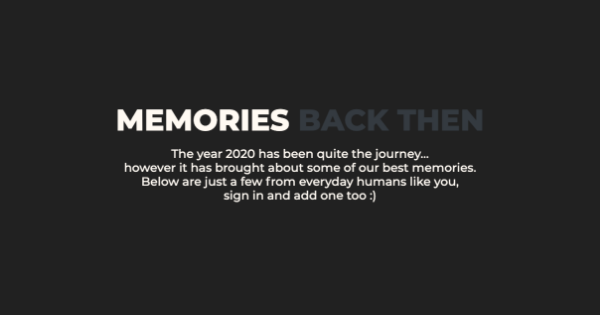 MEMORIES BACK THEN
The year 2020 has been quite the journey...
however it has brought about some of our best memories.
Below are just a few from everyday humans like you,
sign in and add one too :)